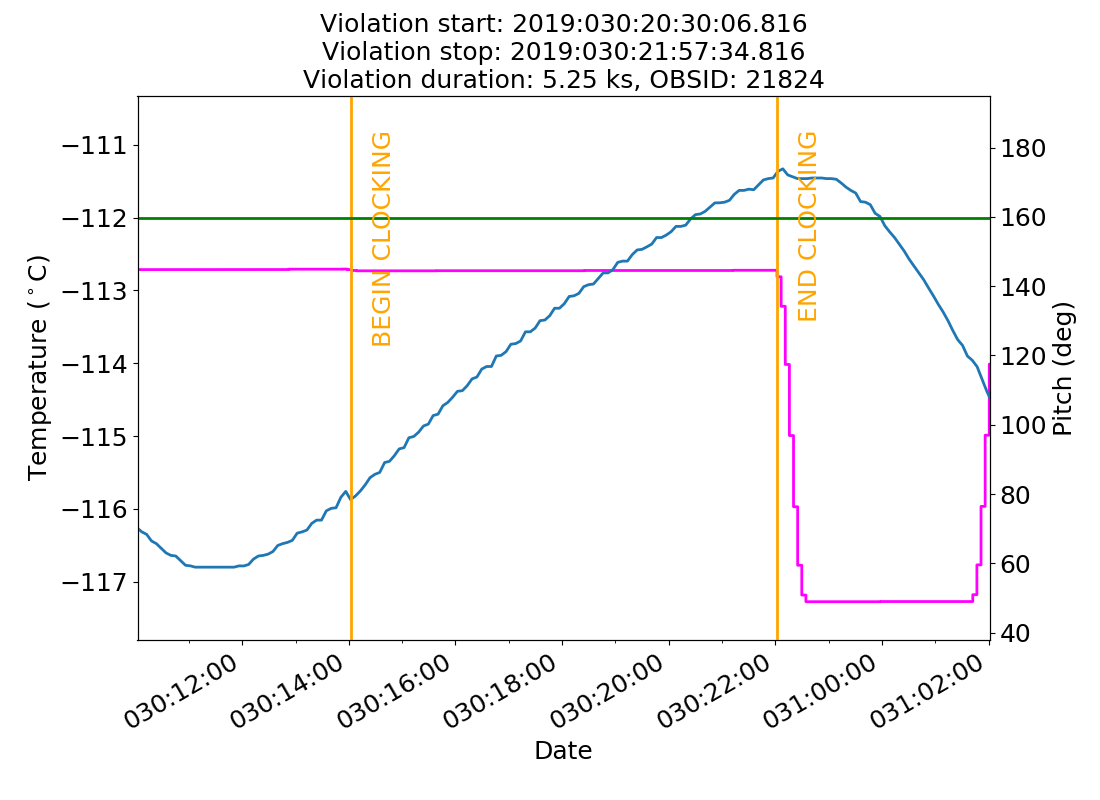 Violation start: 2019:030:20:30:06.816
Violation stop: 2019:030:21:57:34.816
Violation duration: 5.25 ks, OBSID: 21824
Temperature (°C)
−111
−112
−113
−114
−115
−116
−117
BEGIN CLOCKING
END CLOCKING
180
160
140
120
100
80
60
40
Pitch (deg)
030:12:00
030:14:00
030:16:00
030:18:00
030:20:00
030:22:00
031:00:00
031:02:00
Date